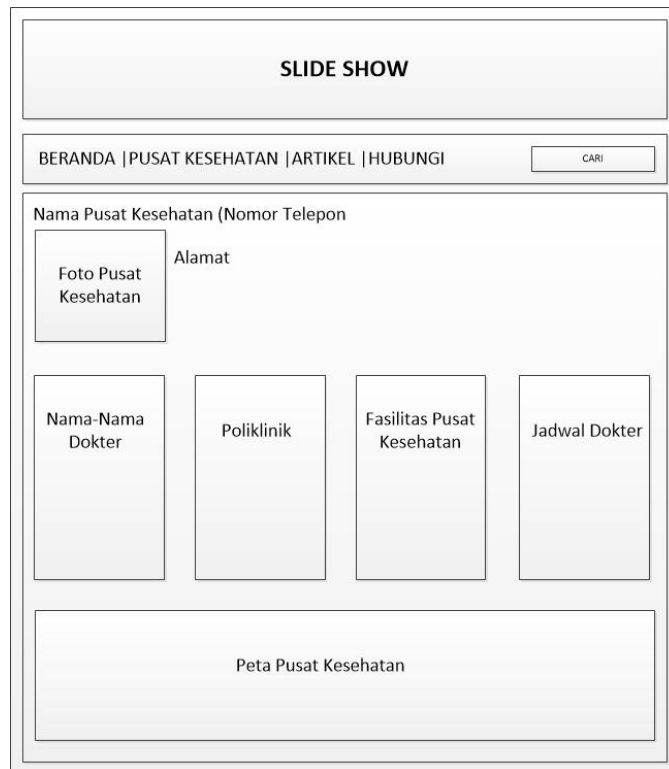 SLIDE SHOW
BERANDA |PUSAT KESEHATAN |ARTIKEL |HUBUNGI
CARI
Nama Pusat Kesehatan (Nomor Telepon
Foto Pusat
Kesehatan
Alamat
Nama-Nama
Dokter
Poliklinik
Fasilitas Pusat
Kesehatan
Jadwal Dokter
Peta Pusat Kesehatan